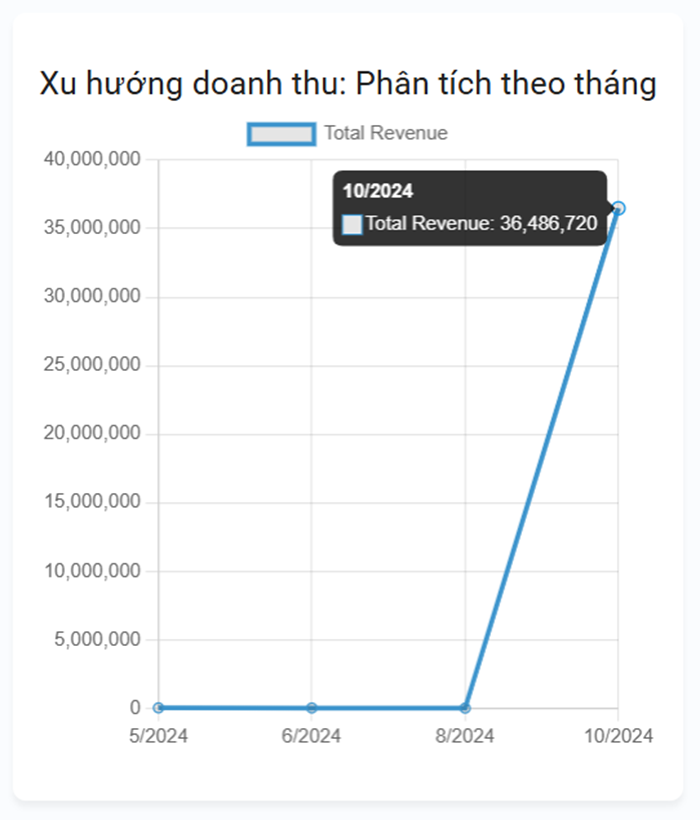 Xu hướng doanh thu: Phân tích theo tháng
Total Revenue
40,000,000
10/2024
Total Revenue: 36,486,720
35,000,000
30,000,000
25,000,000
20,000,000
15,000,000
10,000,000
5,000,000
0
5/2024 6/2024 8/2024 10/2024